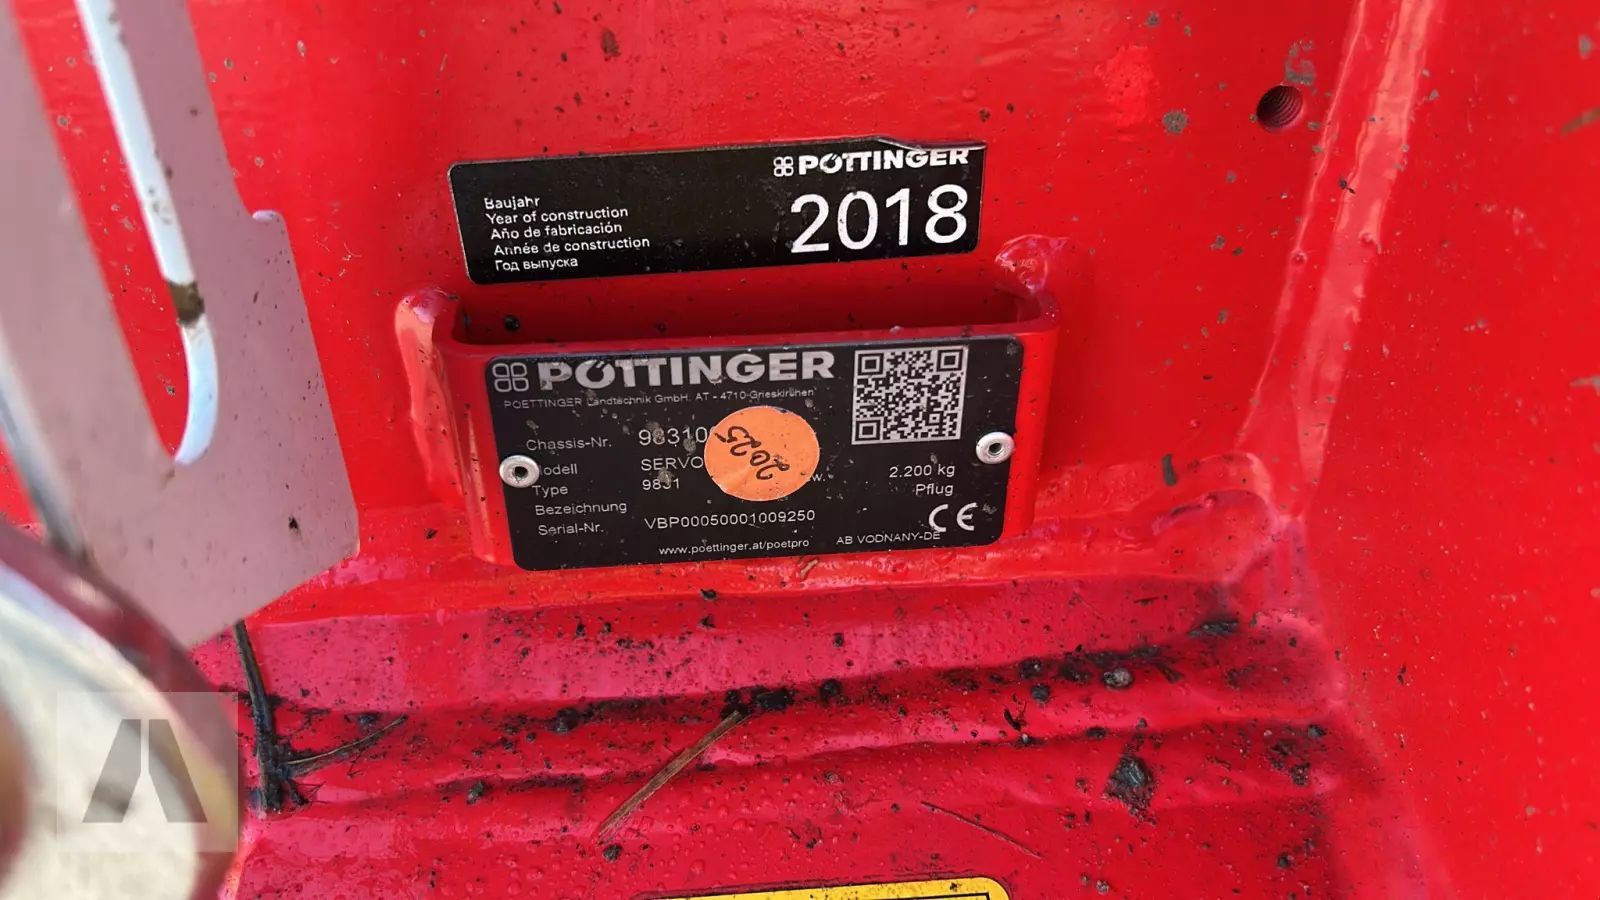 PÖTTINGER
Baujahr
Year of construction
Año de fabricación
Année de construction
Год выпуска
2018
PÖTTINGER
POETTINGER Landtechnik GmbH. AT - 4710-Grieskirchen
Chassis-Nr. 98310
Modell SERVO
Type 9831
2.200 kg
Bezeichnung Pflug
Serial-Nr. VBP00050001009250
CE
www.poettinger.at/poetpro AB VODNANY-DE
2025